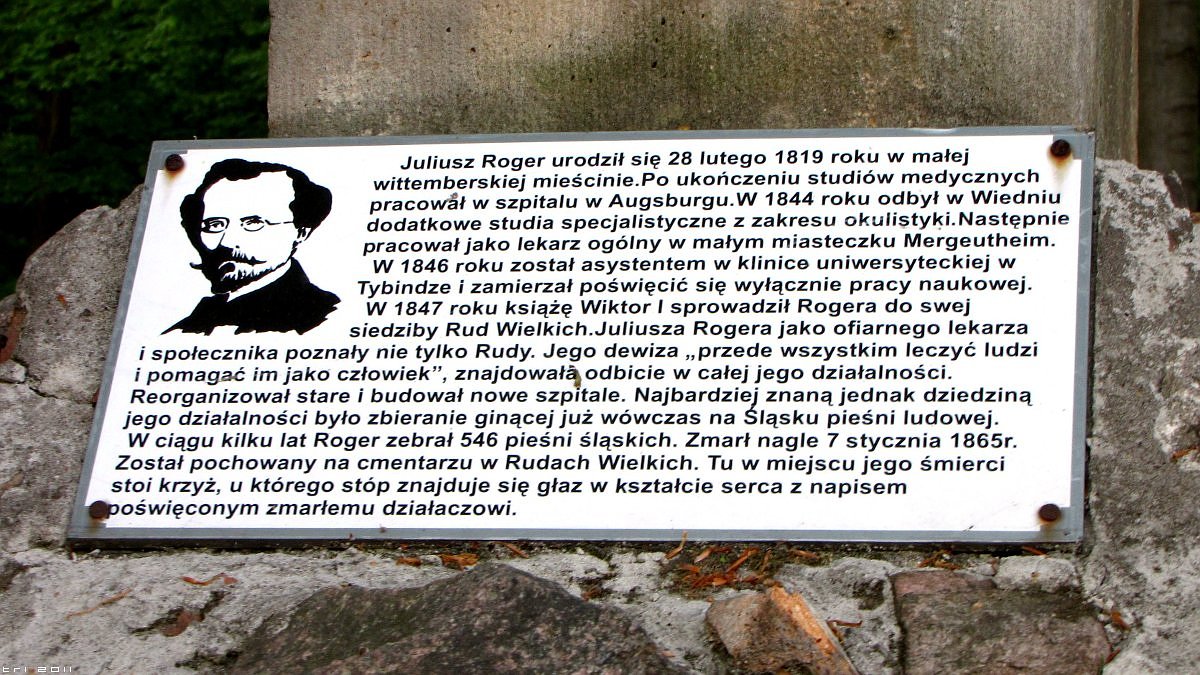 Juliusz Roger urodził się 28 lutego 1819 roku w małej
wittemberskiej mieścinie.Po ukończeniu studiów medycznych
pracował w szpitalu w Augsburgu.W 1844 roku odbył w Wiedniu
dodatkowe studia specjalistyczne z zakresu okulistyki.Następnie
pracował jako lekarz ogólny w małym miasteczku Mergeutheim.
W 1846 roku został asystentem w klinice uniwersyteckiej w
Tybindze i zamierzał poświęcić się wyłącznie pracy naukowej.
W 1847 roku książę Wiktor I sprowadził Rogera do swej
siedziby Rud Wielkich.Juliusza Rogera jako ofiarnego lekarza
i społecznika poznały nie tylko Rudy. Jego dewiza „przede wszystkim leczyć ludzi
i pomagać im jako człowiek”, znajdowała odbicie w całej jego działalności.
Reorganizował stare i budował nowe szpitale. Najbardziej znaną jednak dziedziną
jego działalności było zbieranie ginącej już wówczas na Śląsku pieśni ludowej.
W ciągu kilku lat Roger zebrał 546 pieśni śląskich. Zmarł nagle 7 stycznia 1865r.
Został pochowany na cmentarzu w Rudach Wielkich. Tu w miejscu jego śmierci
stoi krzyż, u którego stóp znajduje się głaz w kształcie serca z napisem
poświęconym zmarłemu działaczowi.
tri 2011